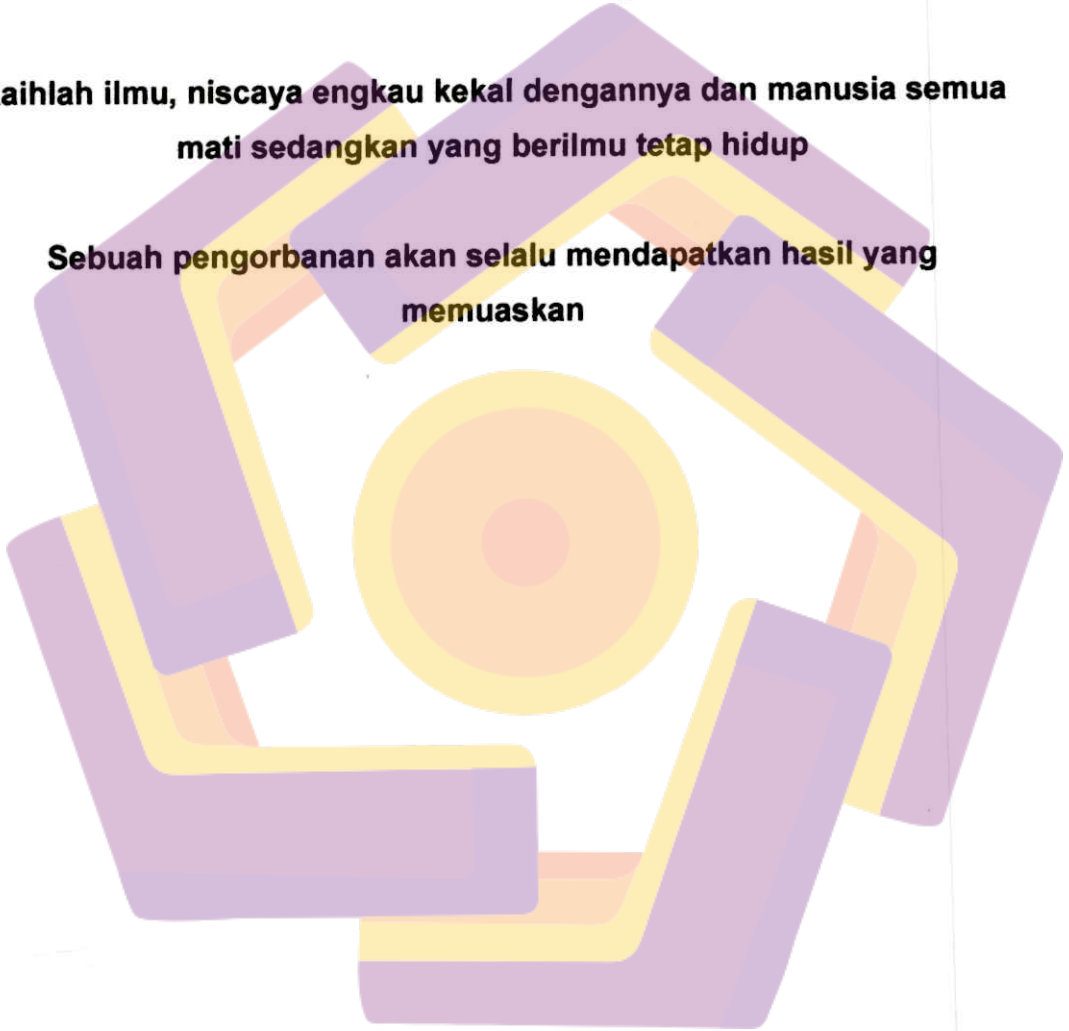 aihlah ilmu, niscaya engkau kekal dengannya dan manusia semua
mati sedangkan yang berilmu tetap hidup
Sebuah pengorbanan akan selalu mendapatkan hasil yang
memuaskan